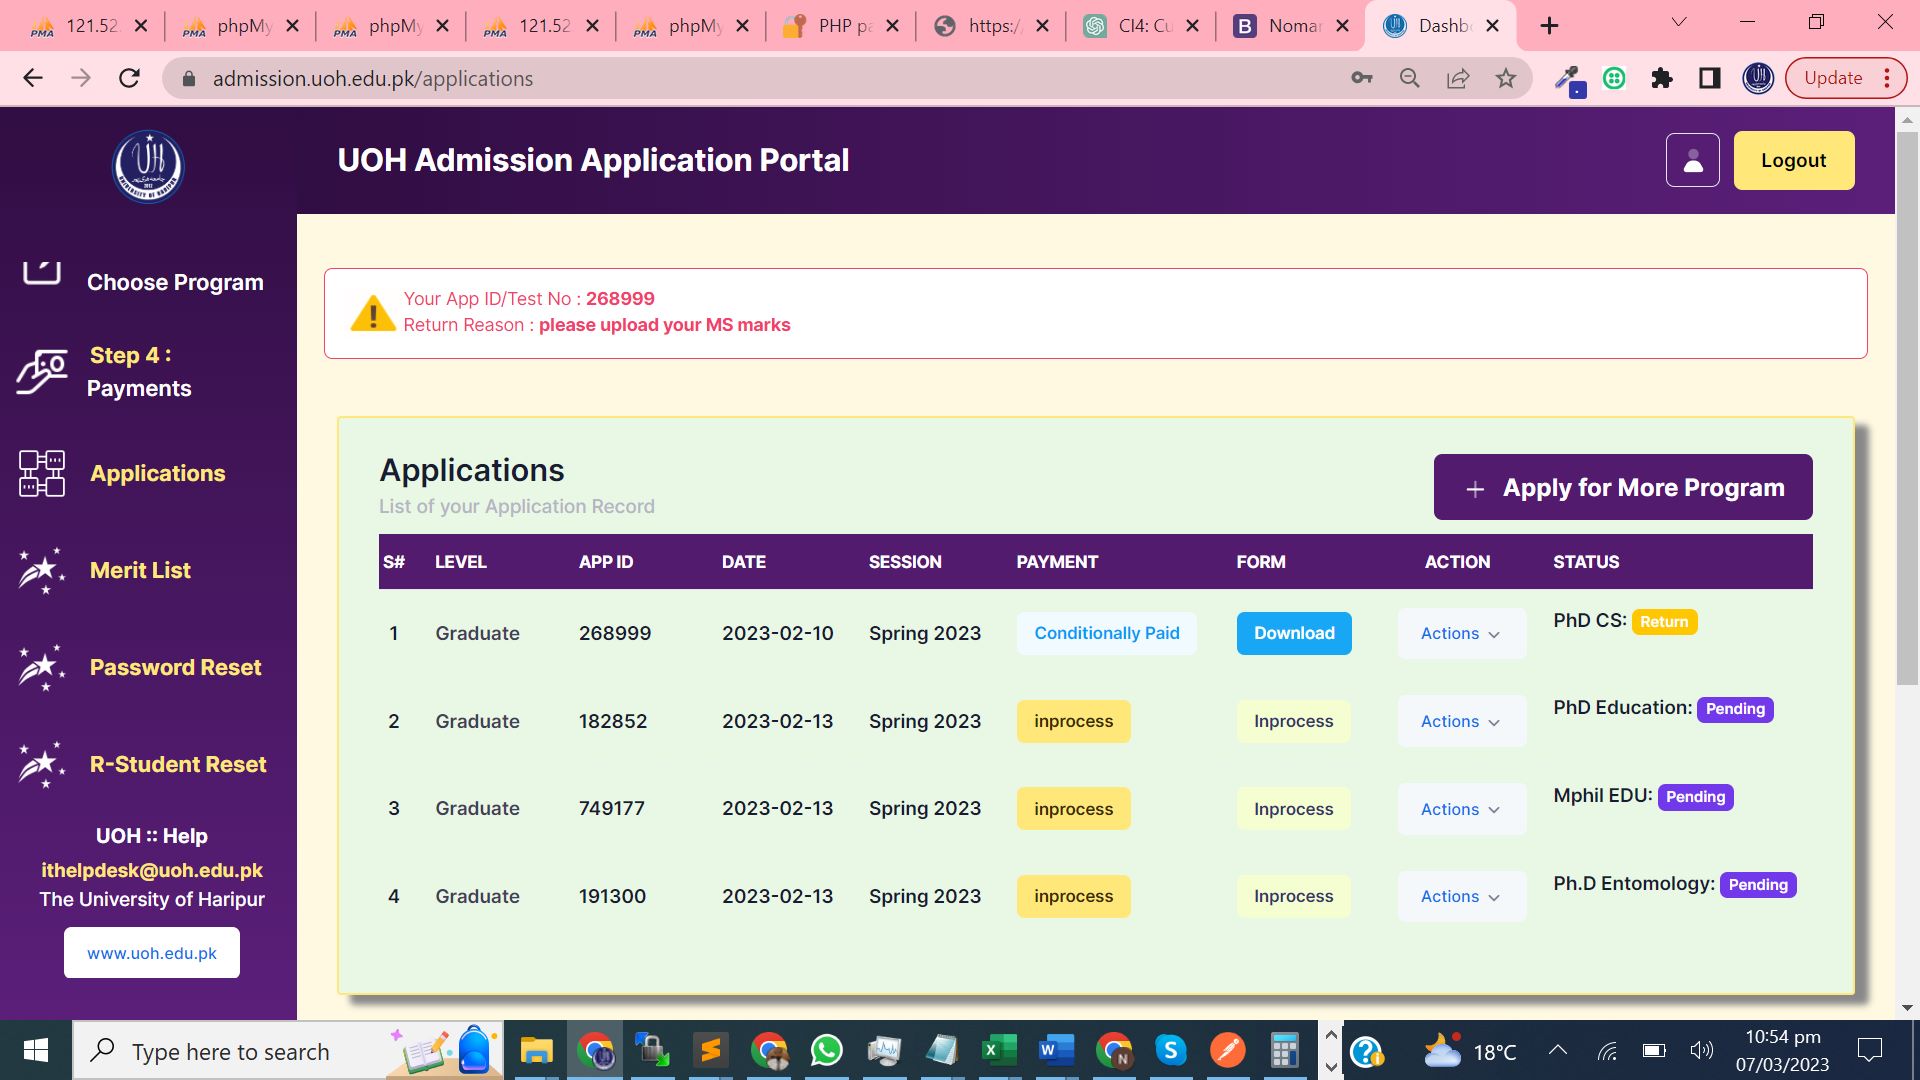 121.52
phpMy
phpMy
121.52
phpMy
PHP pa
https:/
CI4: Cu
Noman
Dashb
admission.uoh.edu.pk/applications
Update
UOH Admission Application Portal
Logout
Choose Program
Step 4 :
Payments
Applications
Merit List
Password Reset
R-Student Reset
UOH :: Help
ithelpdesk@uoh.edu.pk
The University of Haripur
www.uoh.edu.pk
Your App ID/Test No : 268999
Return Reason : please upload your MS marks
Applications
List of your Application Record
+ Apply for More Program
S# LEVEL APP ID DATE SESSION PAYMENT FORM ACTION STATUS
1 Graduate 268999 2023-02-10 Spring 2023 Conditionally Paid Download Actions PhD CS: Return
2 Graduate 182852 2023-02-13 Spring 2023 inprocess Inprocess Actions PhD Education: Pending
3 Graduate 749177 2023-02-13 Spring 2023 inprocess Inprocess Actions Mphil EDU: Pending
4 Graduate 191300 2023-02-13 Spring 2023 inprocess Inprocess Actions Ph.D Entomology: Pending
Type here to search
18°C
10:54 pm
07/03/2023